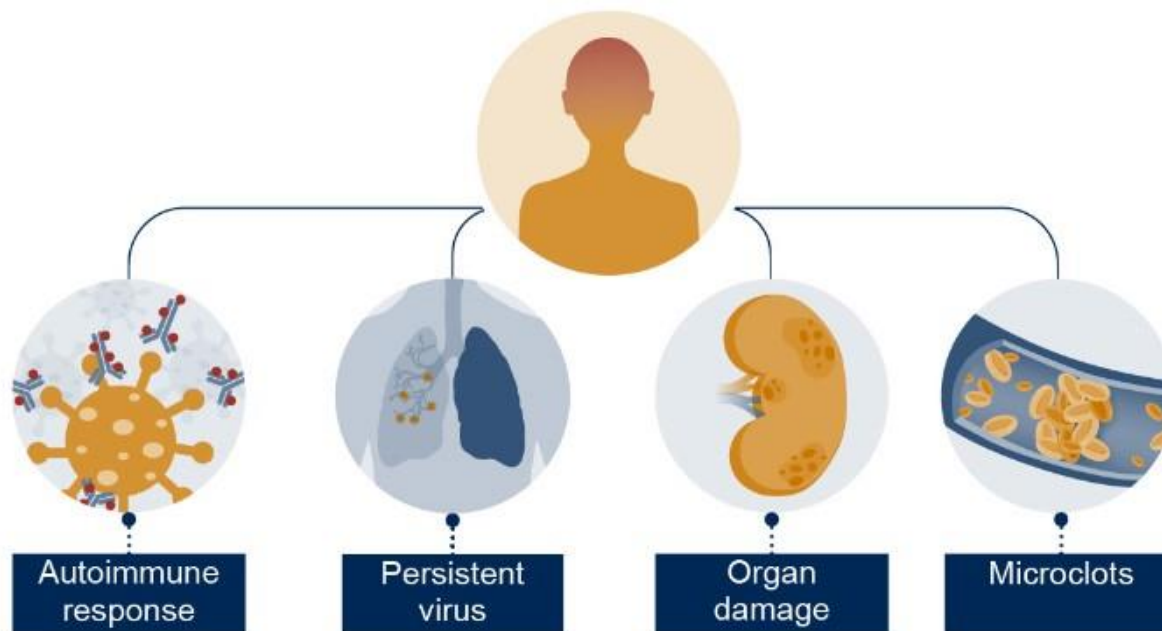 Autoimmune
response
Persistent
virus
Organ
damage
Microclots